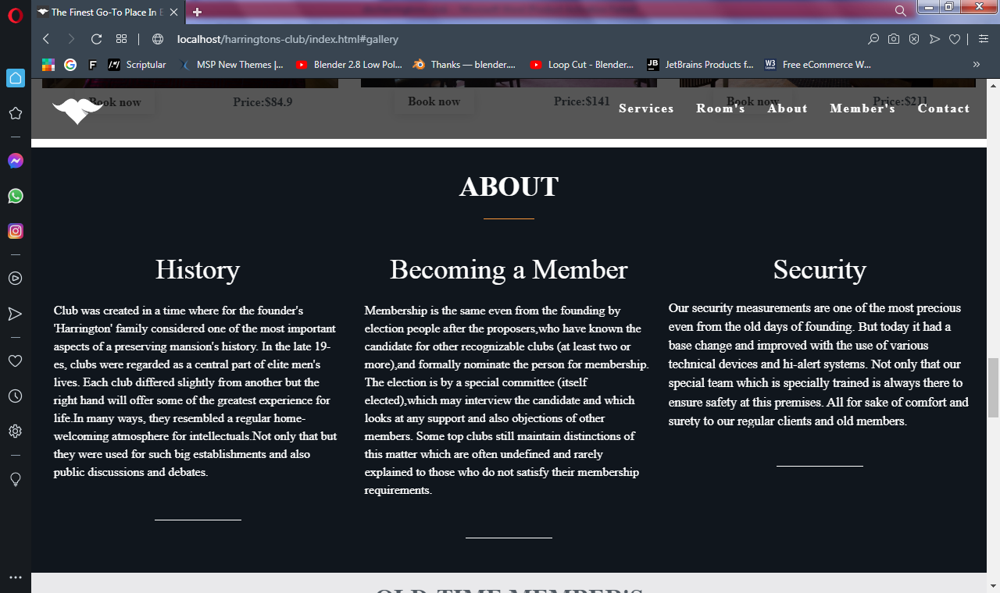 The Finest Go-To Place In E
localhost/harringtons-club/index.html#gallery
F
Scriptular
MSP New Themes |...
Blender 2.8 Low Pol...
Thanks — blender....
Loop Cut - Blender...
JB
JetBrains Products f...
W3
Free eCommerce W...
Book now
Price:$84.9
Book now
Price:$141
Book now
Price:$211
Services Room's About Member's Contact
ABOUT
History
Club was created in a time where for the founder's
'Harrington' family considered one of the most important
aspects of a preserving mansion's history. In the late 19-
es, clubs were regarded as a central part of elite men's
lives. Each club differed slightly from another but the
right hand will offer some of the greatest experience for
life.In many ways, they resembled a regular home-
welcoming atmosphere for intellectuals.Not only that but
they were used for such big establishments and also
public discussions and debates.
Becoming a Member
Membership is the same even from the founding by
election people after the proposers,who have known the
candidate for other recognizable clubs (at least two or
more),and formally nominate the person for membership.
The election is by a special committee (itself
elected),which may interview the candidate and which
looks at any support and also objections of other
members. Some top clubs still maintain distinctions of
this matter which are often undefined and rarely
explained to those who do not satisfy their membership
requirements.
Security
Our security measurements are one of the most precious
even from the old days of founding. But today it had a
base change and improved with the use of various
technical devices and hi-alert systems. Not only that our
special team which is specially trained is always there to
ensure safety at this premises. All for sake of comfort and
surety to our regular clients and old members.
OLD-TIME MEMBER'S